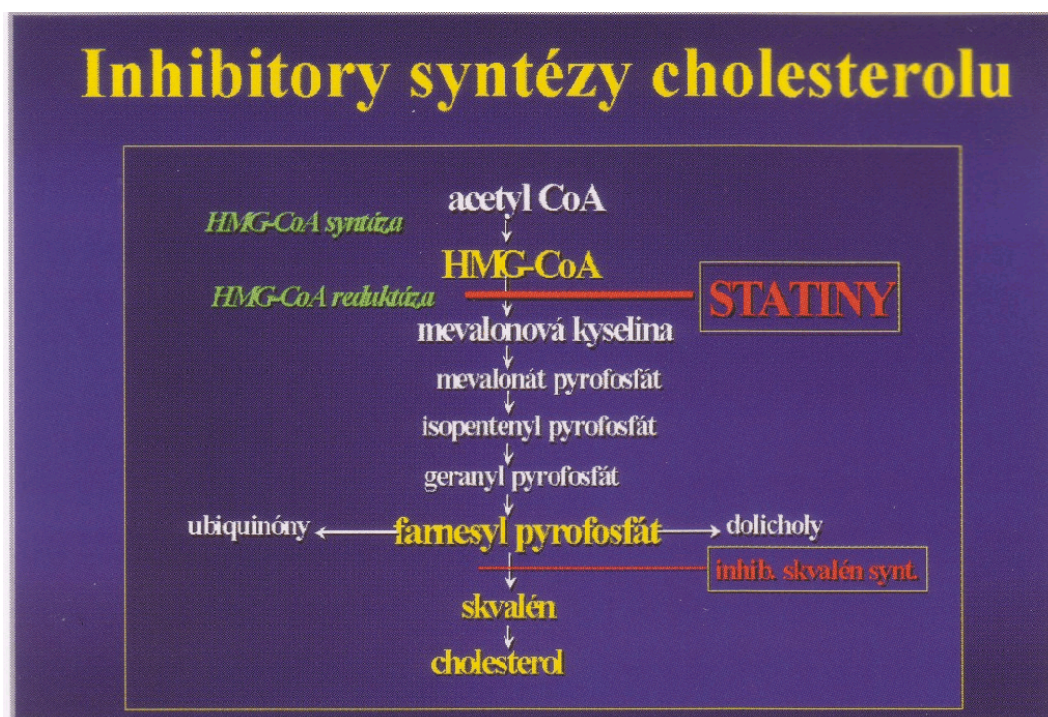 Inhibitory syntézy cholesterolu
acetyl CoA
HMG-CoA syntáza
HMG-CoA
HMG-CoA reduktáza
STATINY
mevalonová kyselina
mevalonát pyrofosfát
isopentenyl pyrofosfát
geranyl pyrofosfát
ubiquinóny farnesyl pyrofosfát dolicholy
inhib. skvalén synt.
skvalén
cholesterol